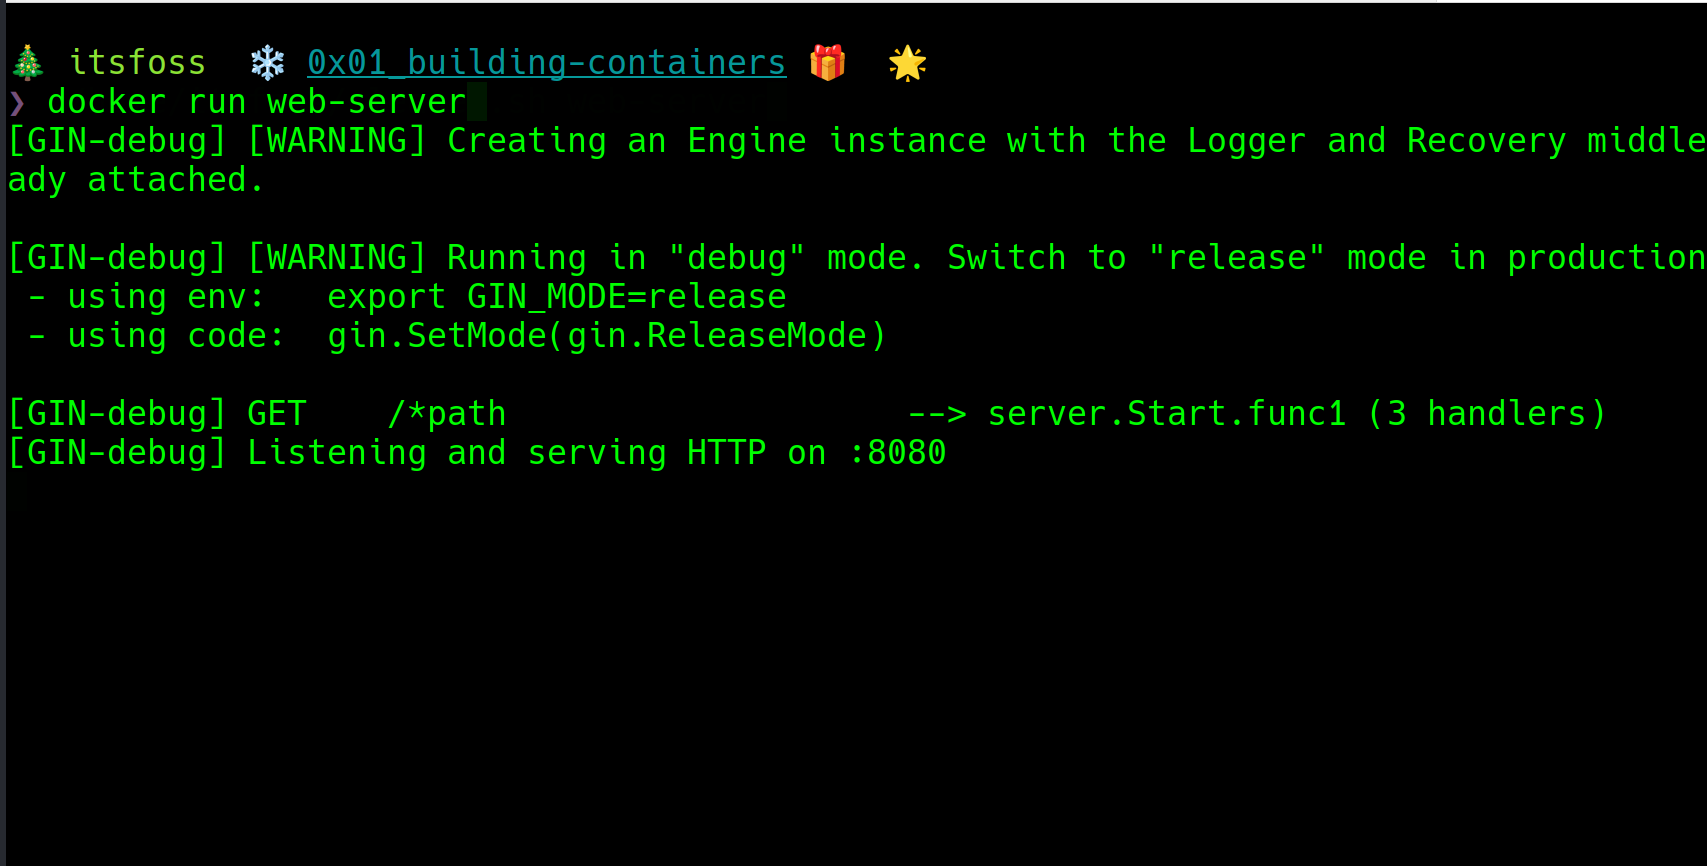 🎄 itsfoss ❄️ 0x01_building-containers 🎁 🌟
❯ docker run web-server
[GIN-debug] [WARNING] Creating an Engine instance with the Logger and Recovery middle
ady attached.
[GIN-debug] [WARNING] Running in "debug" mode. Switch to "release" mode in production
- using env:   export GIN_MODE=release
- using code:  gin.SetMode(gin.ReleaseMode)
[GIN-debug] GET    /*path                    --> server.Start.func1 (3 handlers)
[GIN-debug] Listening and serving HTTP on :8080